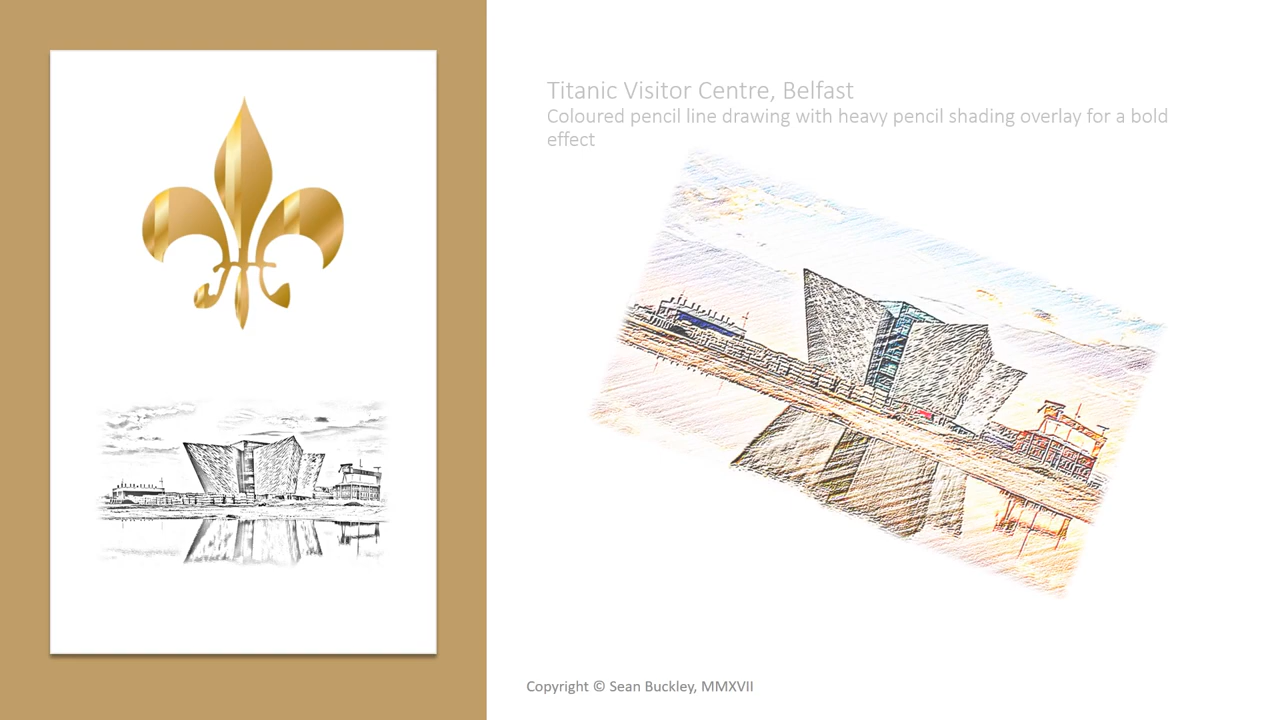 Titanic Visitor Centre, Belfast
Coloured pencil line drawing with heavy pencil shading overlay for a bold
effect
Copyright © Sean Buckley, MMXVII